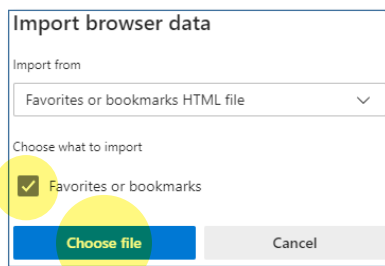 Import browser data
Import from
Favorites or bookmarks HTML file
Choose what to import
Favorites or bookmarks
Choose file
Cancel